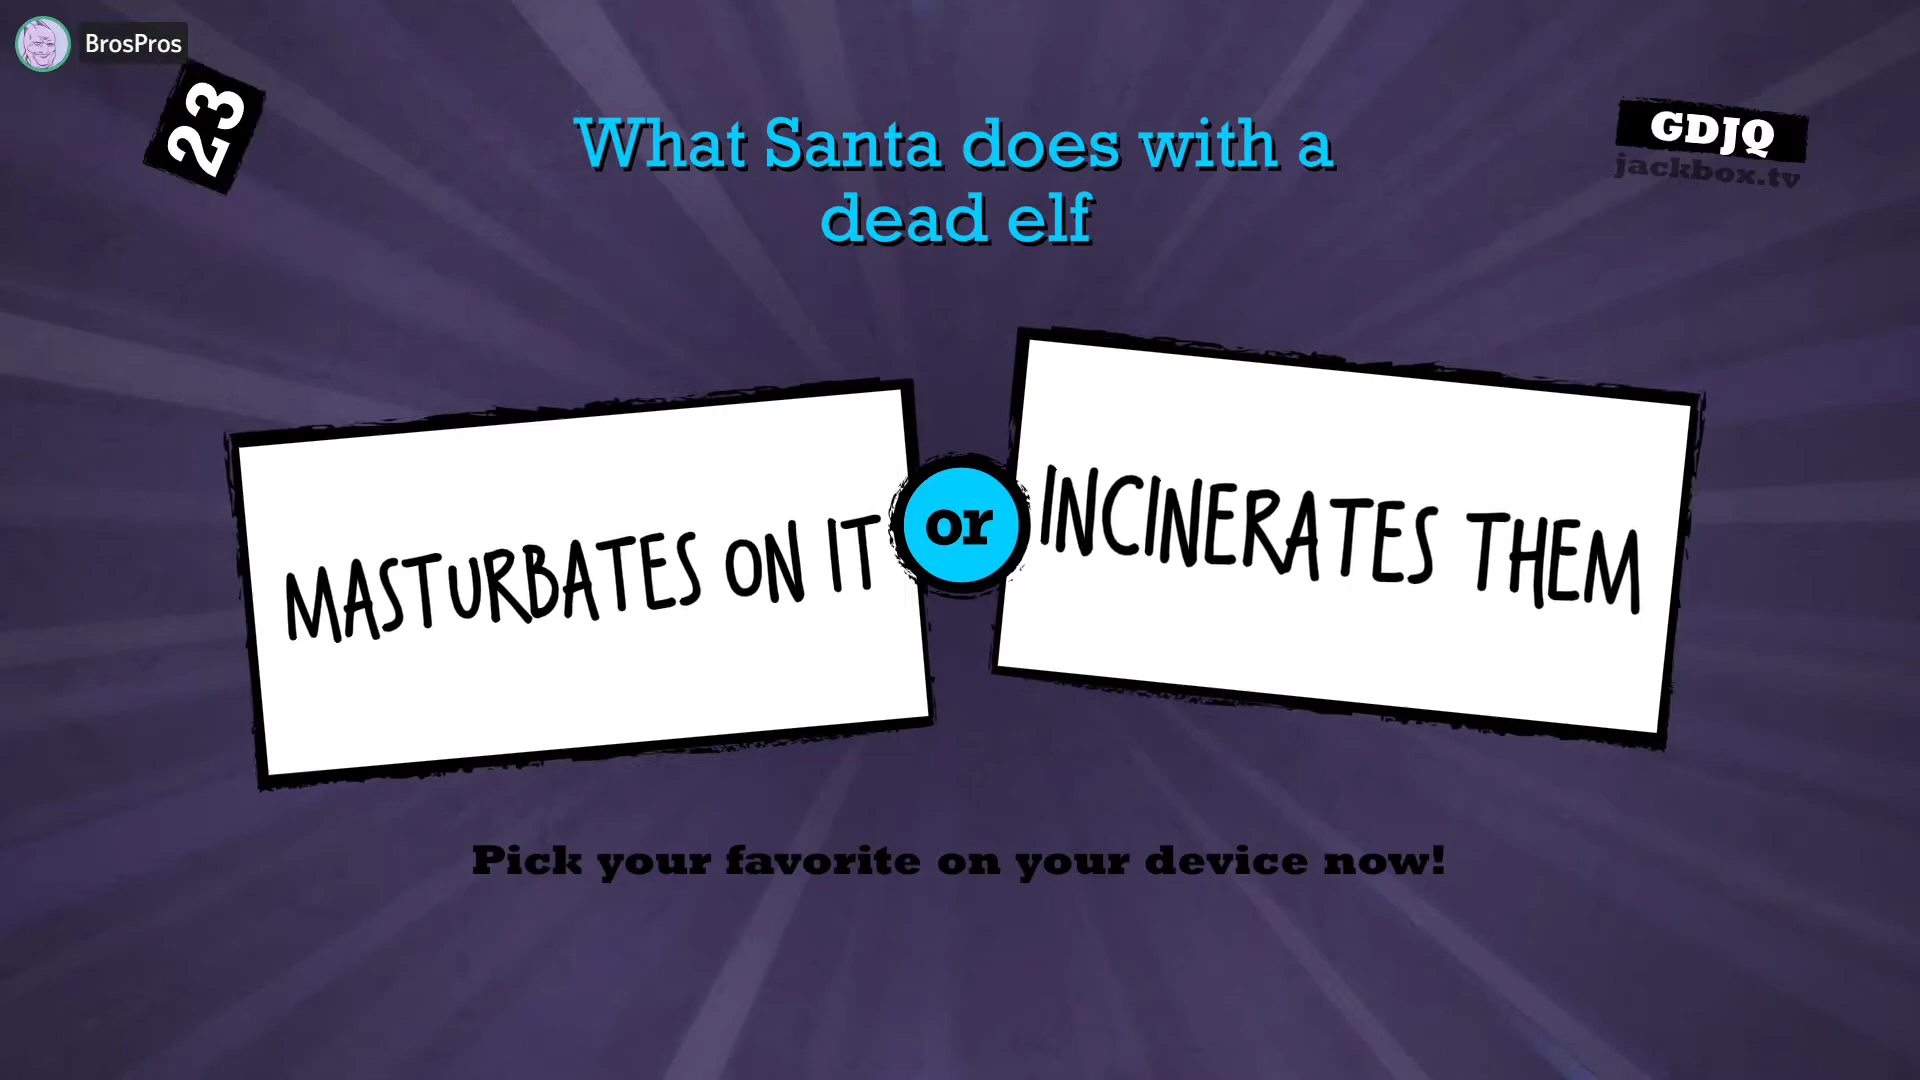 BrosPros
23
What Santa does with a
dead elf
GDJQ
jackbox.tv
MASTURBATES ON IT
or
INCINERATES THEM
Pick your favorite on your device now!